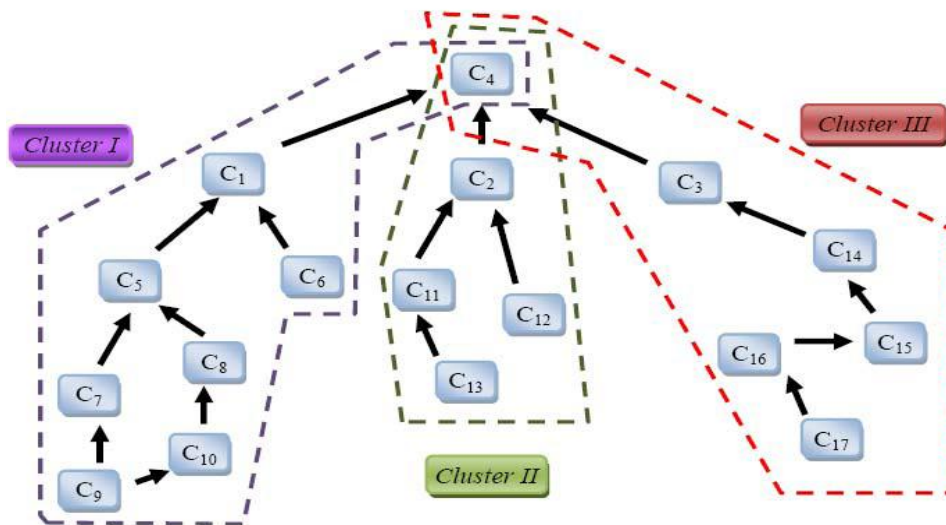 C₄
Cluster III
Cluster I
C₁
C₂
C₃
C₁₄
C₅
C₆
C₁₁
C₁₂
C₁₅
C₁₆
C₈
C₇
C₁₃
C₁₇
C₁₀
Cluster II
C₉